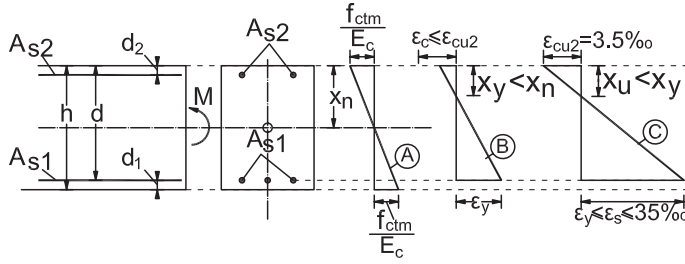 A_s2
d_2
h
d
M
A_s1
d_1
A_s2
A_s1
f_ctm
E_c
x_n
A
f_ctm
E_c
ε_c≤ε_cu2
x_y<x_n
B
ε_y
ε_cu2=3.5‰
x_u<x_y
C
ε_y≤ε_s≤35‰